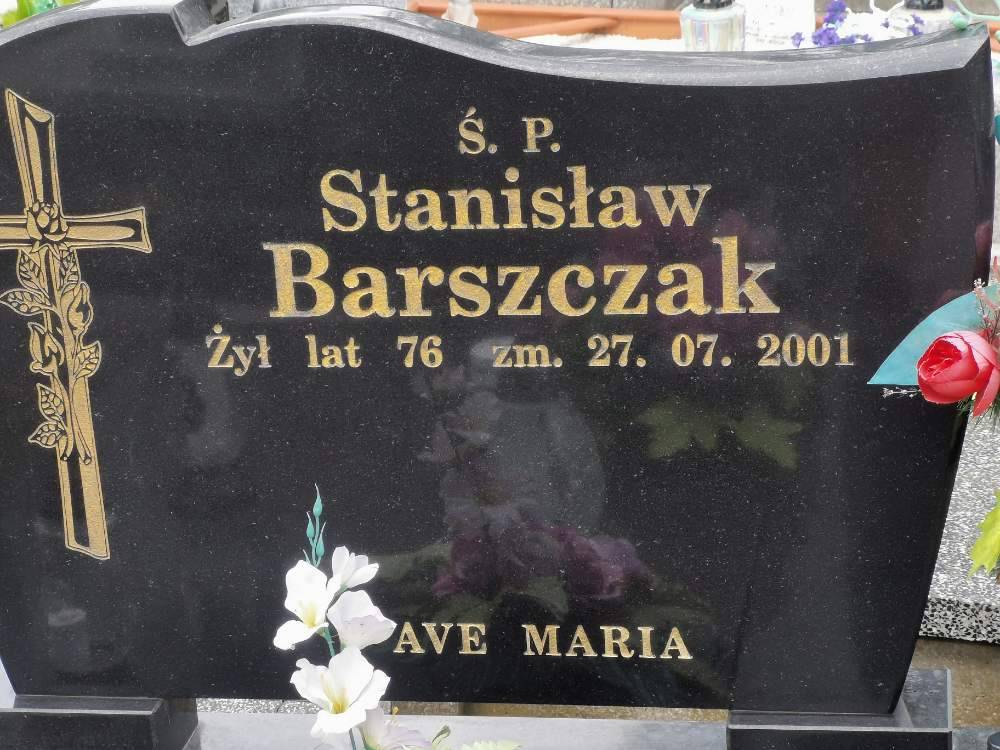 Ś. P.
Stanisław
Barszczak
Żył lat 76 zm. 27. 07. 2001
AVE MARIA